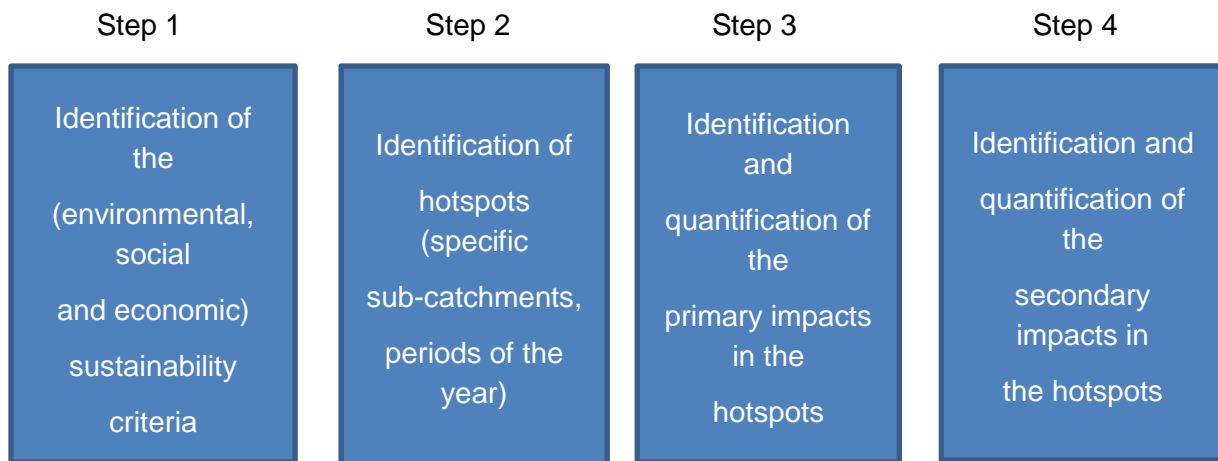 Step 1
Identification of
the
(environmental,
social
and economic)
sustainability
criteria
Step 2
Identification of
hotspots
(specific
sub-catchments,
periods of the
year)
Step 3
Identification
and
quantification of
the
primary impacts
in the
hotspots
Step 4
Identification and
quantification of
the
secondary
impacts in
the hotspots